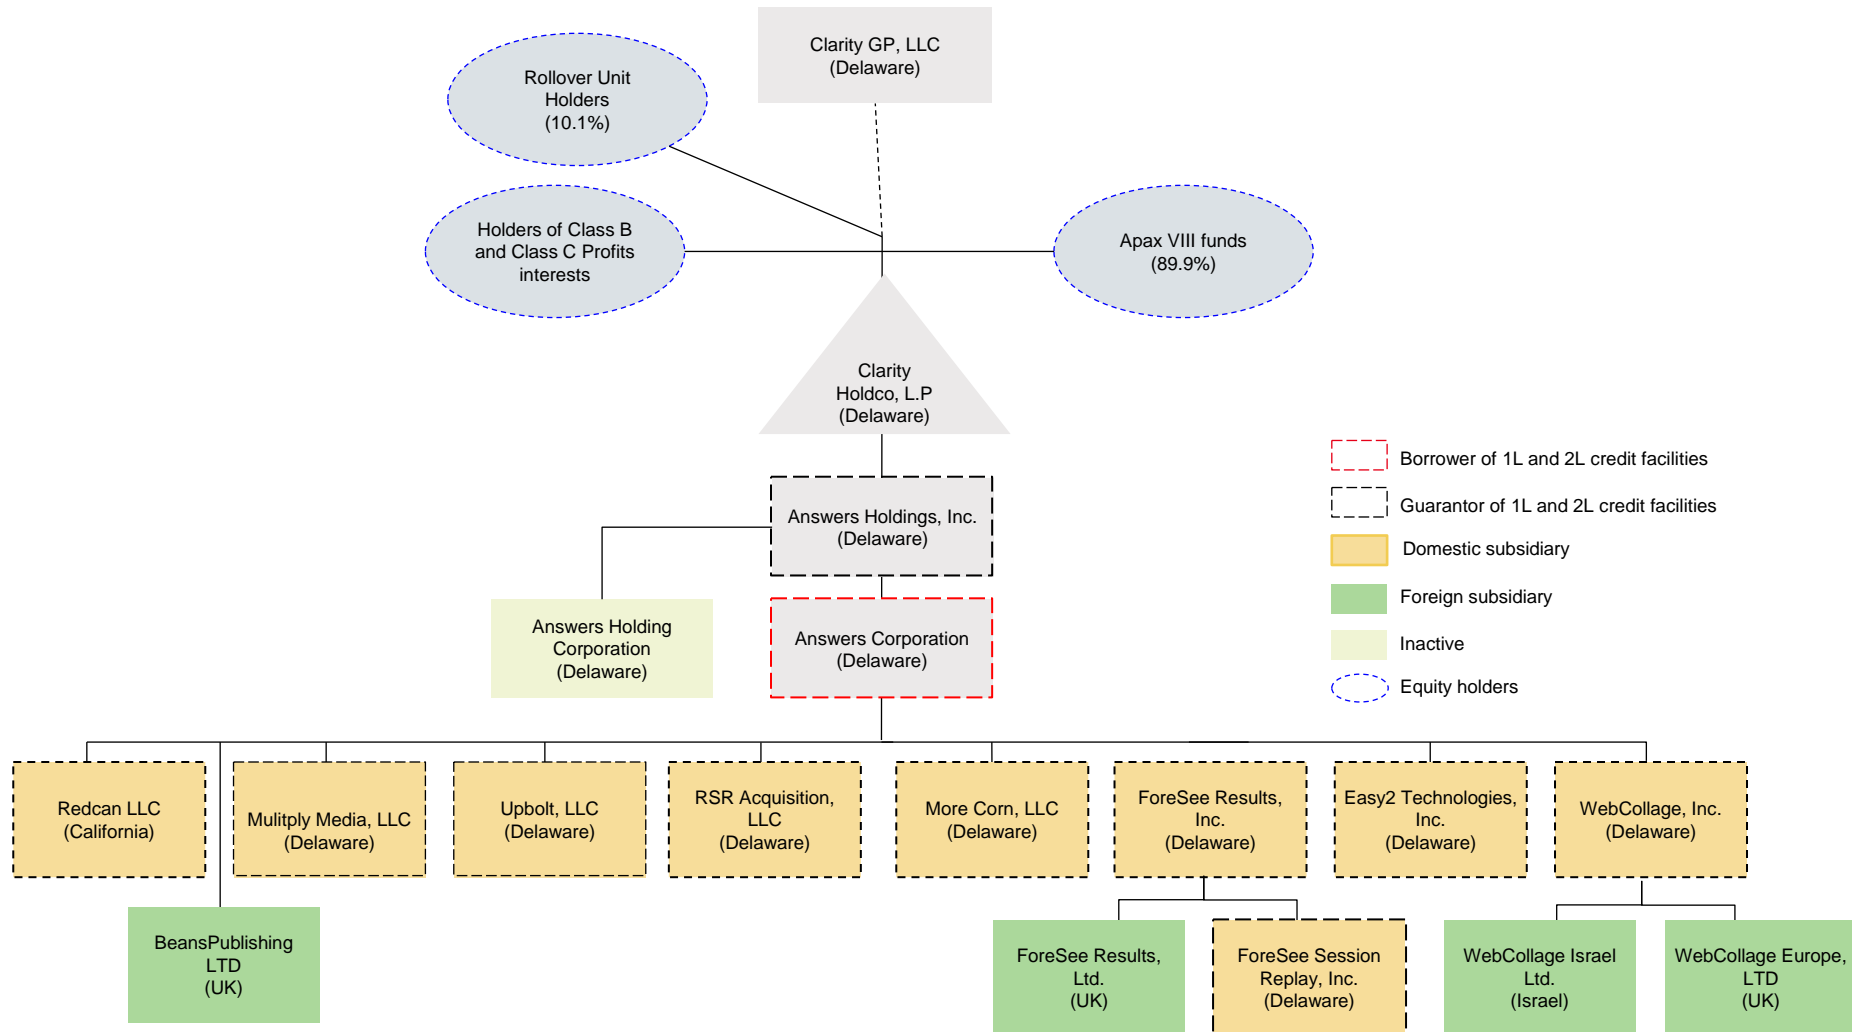 Clarity GP, LLC
(Delaware)
Rollover Unit
Holders
(10.1%)
Holders of Class B
and Class C Profits
interests
Apax VIII funds
(89.9%)
Clarity
Holdco, L.P
(Delaware)
Answers Holdings, Inc.
(Delaware)
Answers Holding
Corporation
(Delaware)
Answers Corporation
(Delaware)
Borrower of 1L and 2L credit facilities
Guarantor of 1L and 2L credit facilities
Domestic subsidiary
Foreign subsidiary
Inactive
Equity holders
Redcan LLC
(California)
Mulitply Media, LLC
(Delaware)
Upbolt, LLC
(Delaware)
RSR Acquisition,
LLC
(Delaware)
More Corn, LLC
(Delaware)
ForeSee Results,
Inc.
(Delaware)
Easy2 Technologies,
Inc.
(Delaware)
WebCollage, Inc.
(Delaware)
BeansPublishing
LTD
(UK)
ForeSee Results,
Ltd.
(UK)
ForeSee Session
Replay, Inc.
(Delaware)
WebCollage Israel
Ltd.
(Israel)
WebCollage Europe,
LTD
(UK)